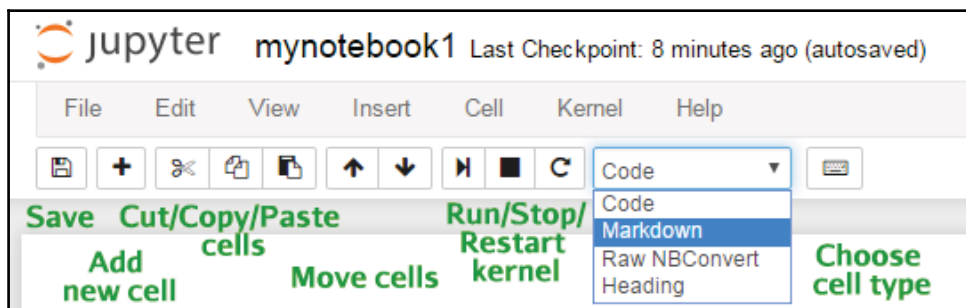 jupyter mynotebook1 Last Checkpoint: 8 minutes ago (autosaved)
File Edit View Insert Cell Kernel Help
Code
Code
Markdown
Raw NBConvert
Heading
Save
Cut/Copy/Paste
cells
Add
new cell
Move cells
Run/Stop/
Restart
kernel
Choose
cell type